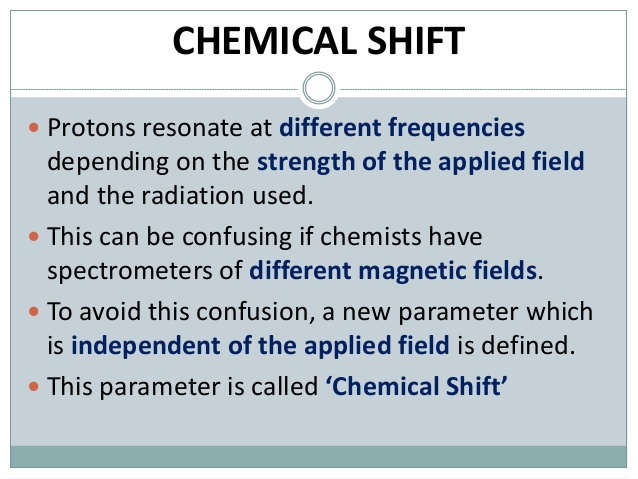 CHEMICAL SHIFT
• Protons resonate at different frequencies
depending on the strength of the applied field
and the radiation used.
• This can be confusing if chemists have
spectrometers of different magnetic fields.
• To avoid this confusion, a new parameter which
is independent of the applied field is defined.
• This parameter is called ‘Chemical Shift’